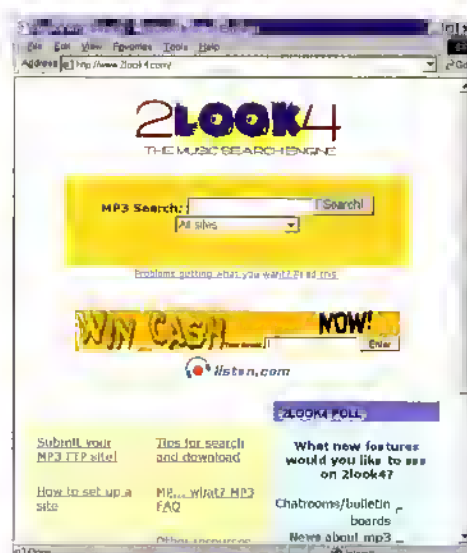 File Edit View Favorites Tools Help
Address http://www.2look4.com/ Go
2LOOK4
THE MUSIC SEARCH ENGINE
MP3 Search: Search!
All sites
Problems getting what you want? Read this
WIN CASH NOW!
Enter
listen.com
2LOOK4 POLL
Submit your
MP3 FTP site!
Tips for search
and download
How to set up a
site
MP... what? MP3
FAQ
Other resources
What new features
would you like to see
on 2look4?
Chatrooms/bulletin
boards
News about mp3